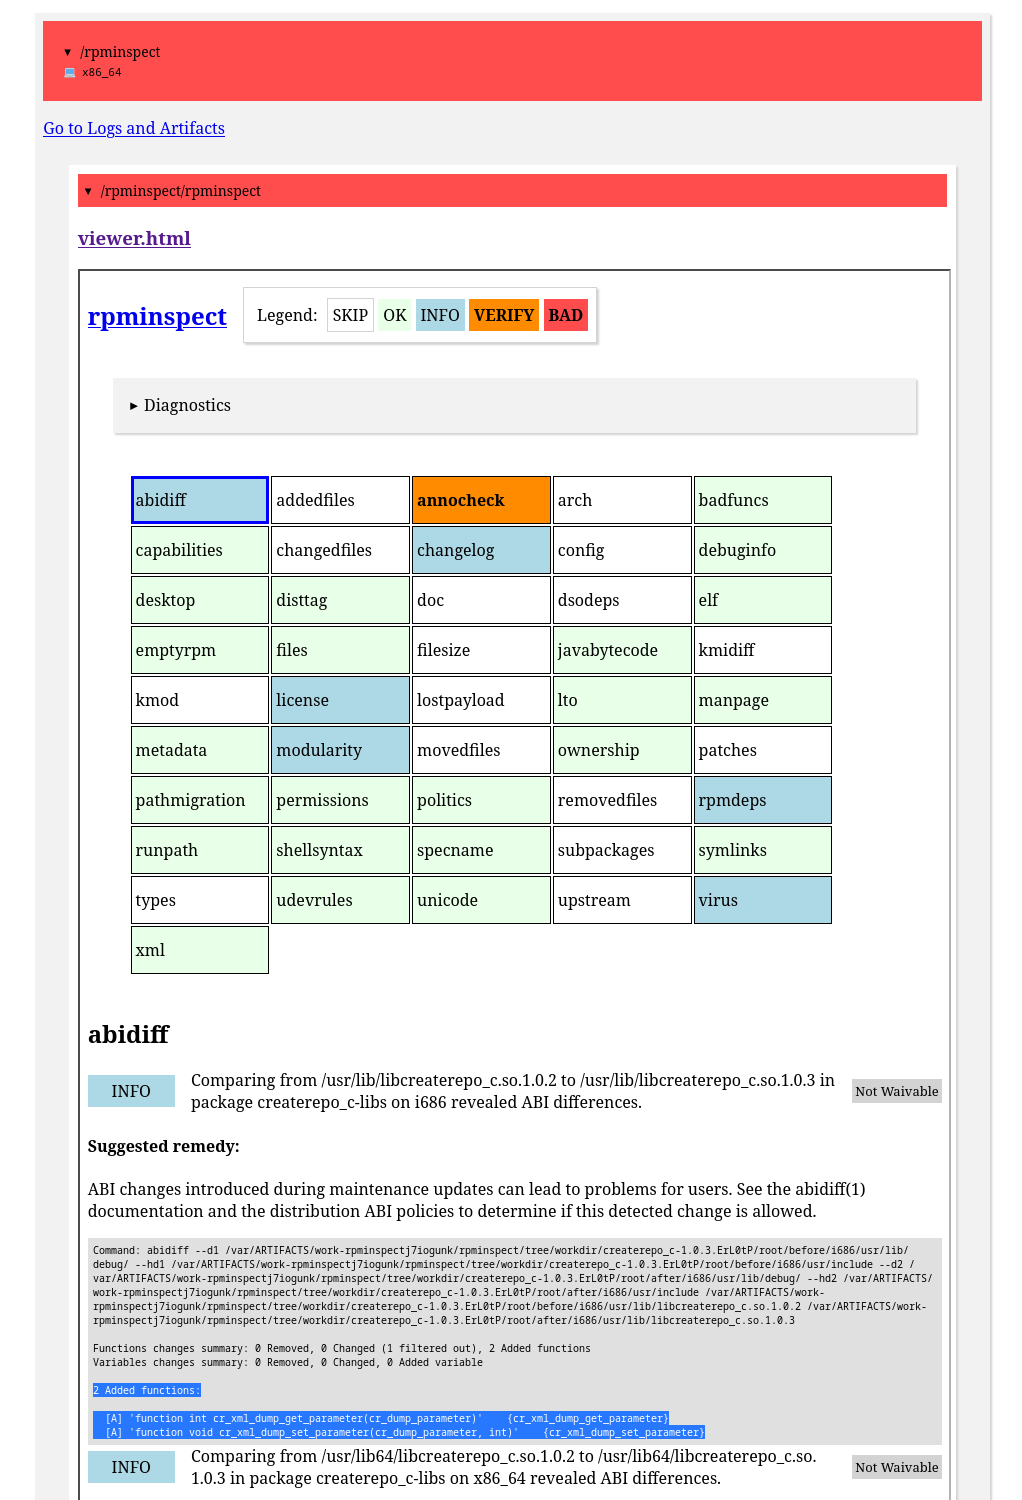 ▾ /rpminspect
💻 x86_64
Go to Logs and Artifacts
▾ /rpminspect/rpminspect
viewer.html
rpminspect
Legend: SKIP OK INFO VERIFY BAD
▸ Diagnostics
abidiff addedfiles annocheck arch badfuncs
capabilities changedfiles changelog config debuginfo
desktop disttag doc dsodeps elf
emptyrpm files filesize javabytecode kmidiff
kmod license lostpayload lto manpage
metadata modularity movedfiles ownership patches
pathmigration permissions politics removedfiles rpmdeps
runpath shellsyntax specname subpackages symlinks
types udevrules unicode upstream virus
xml
abidiff
INFO Comparing from /usr/lib/libcreaterepo_c.so.1.0.2 to /usr/lib/libcreaterepo_c.so.1.0.3 in Not Waivable
package createrepo_c-libs on i686 revealed ABI differences.
Suggested remedy:
ABI changes introduced during maintenance updates can lead to problems for users. See the abidiff(1)
documentation and the distribution ABI policies to determine if this detected change is allowed.
Command: abidiff --d1 /var/ARTIFACTS/work-rpminspectj7iogunk/rpminspect/tree/workdir/createrepo_c-1.0.3.ErL0tP/root/before/i686/usr/lib/
debug/ --hd1 /var/ARTIFACTS/work-rpminspectj7iogunk/rpminspect/tree/workdir/createrepo_c-1.0.3.ErL0tP/root/before/i686/usr/include --d2 /
var/ARTIFACTS/work-rpminspectj7iogunk/rpminspect/tree/workdir/createrepo_c-1.0.3.ErL0tP/root/after/i686/usr/lib/debug/ --hd2 /var/ARTIFACTS/
work-rpminspectj7iogunk/rpminspect/tree/workdir/createrepo_c-1.0.3.ErL0tP/root/after/i686/usr/include /var/ARTIFACTS/work-
rpminspectj7iogunk/rpminspect/tree/workdir/createrepo_c-1.0.3.ErL0tP/root/before/i686/usr/lib/libcreaterepo_c.so.1.0.2 /var/ARTIFACTS/work-
rpminspectj7iogunk/rpminspect/tree/workdir/createrepo_c-1.0.3.ErL0tP/root/after/i686/usr/lib/libcreaterepo_c.so.1.0.3
Functions changes summary: 0 Removed, 0 Changed (1 filtered out), 2 Added functions
Variables changes summary: 0 Removed, 0 Changed, 0 Added variable
2 Added functions:
[A] 'function int cr_xml_dump_get_parameter(cr_dump_parameter)' {cr_xml_dump_get_parameter}
[A] 'function void cr_xml_dump_set_parameter(cr_dump_parameter, int)' {cr_xml_dump_set_parameter}
INFO Comparing from /usr/lib64/libcreaterepo_c.so.1.0.2 to /usr/lib64/libcreaterepo_c.so. Not Waivable
1.0.3 in package createrepo_c-libs on x86_64 revealed ABI differences.